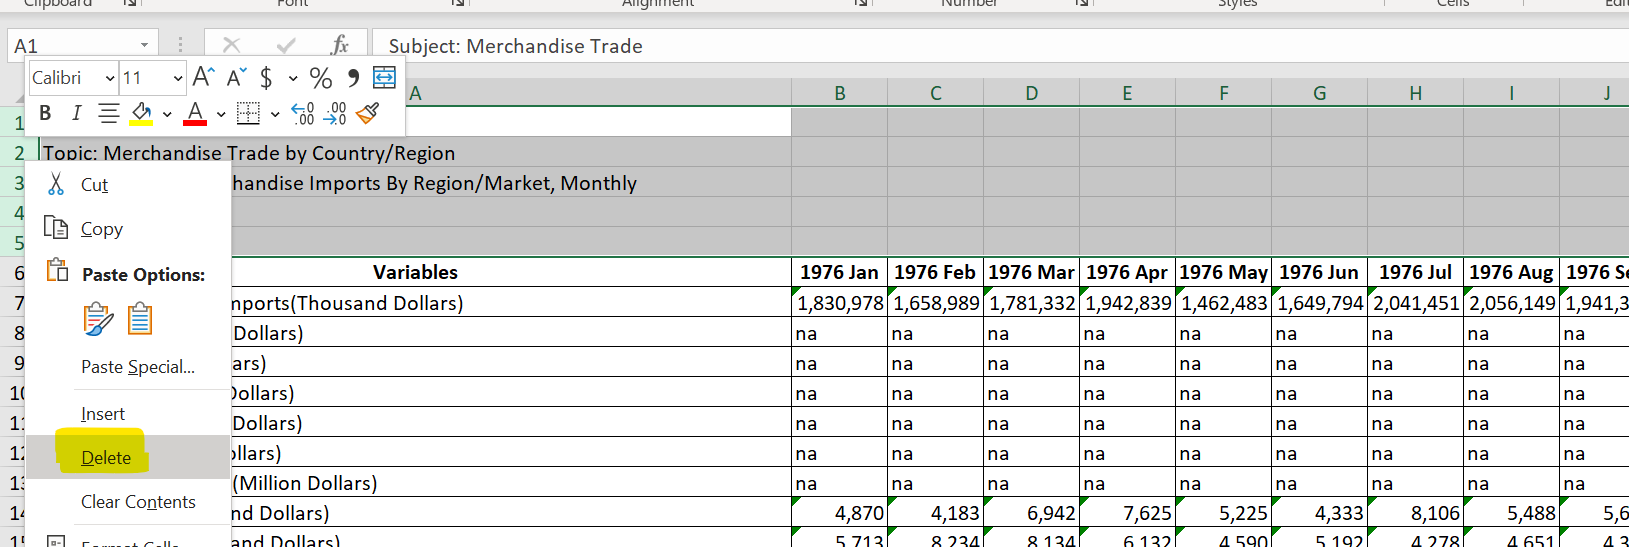 Clipboard Font Alignment Number Styles Cells
A1 fx Subject: Merchandise Trade
Calibri 11 A A $ % ,
B I A .00 .00
A B C D E F G H I J
1
2 Topic: Merchandise Trade by Country/Region
3 handise Imports By Region/Market, Monthly
4
5
6 Variables 1976 Jan 1976 Feb 1976 Mar 1976 Apr 1976 May 1976 Jun 1976 Jul 1976 Aug 1976
7 mports(Thousand Dollars) 1,830,978 1,658,989 1,781,332 1,942,839 1,462,483 1,649,794 2,041,451 2,056,149 1,941,3
8 Dollars) na na na na na na na na na
9 ars) na na na na na na na na na
10 Dollars) na na na na na na na na na
11 Dollars) na na na na na na na na na
12 ollars) na na na na na na na na na
13 (Million Dollars) na na na na na na na na na
14 nd Dollars) 4,870 4,183 6,942 7,625 5,225 4,333 8,106 5,488 5,6
15 and Dollars) 5,713 8,234 8,134 6,132 4,590 5,192 4,278 4,651 4,3
Cut
Copy
Paste Options:
Paste Special...
Insert
Delete
Clear Contents
Format Cells